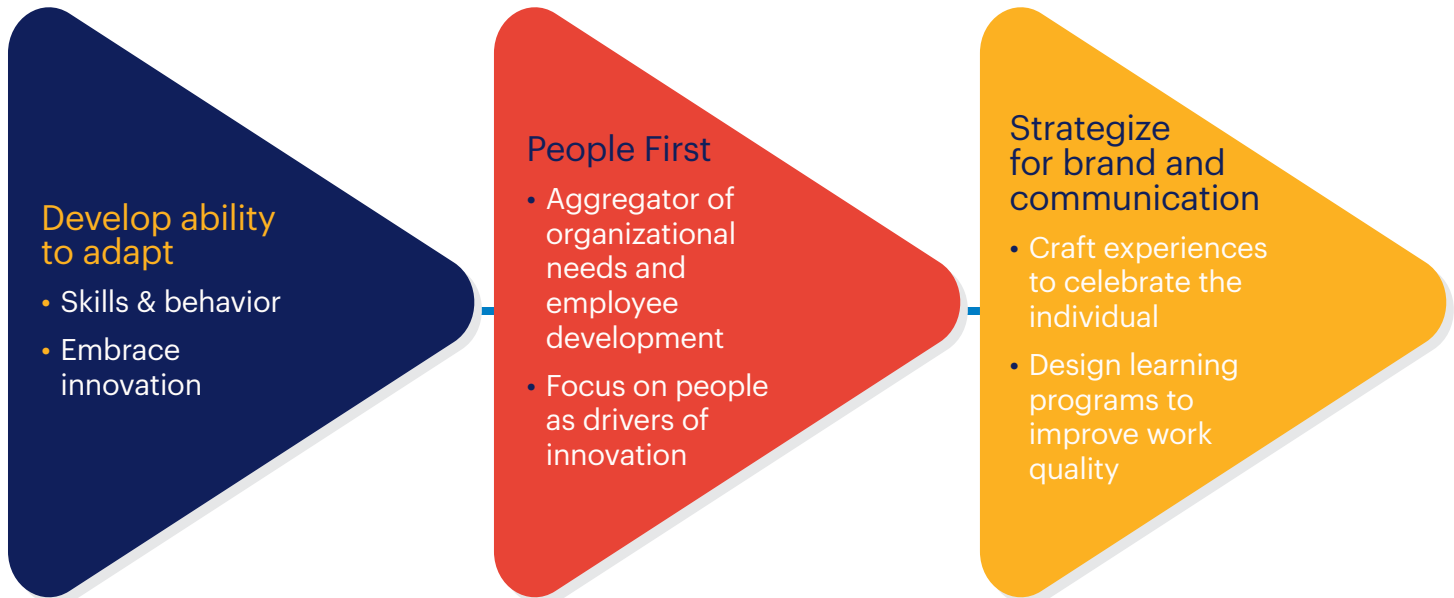 Develop ability
to adapt
• Skills & behavior
• Embrace
innovation
People First
• Aggregator of
organizational
needs and
employee
development
• Focus on people
as drivers of
innovation
Strategize
for brand and
communication
• Craft experiences
to celebrate the
individual
• Design learning
programs to
improve work
quality